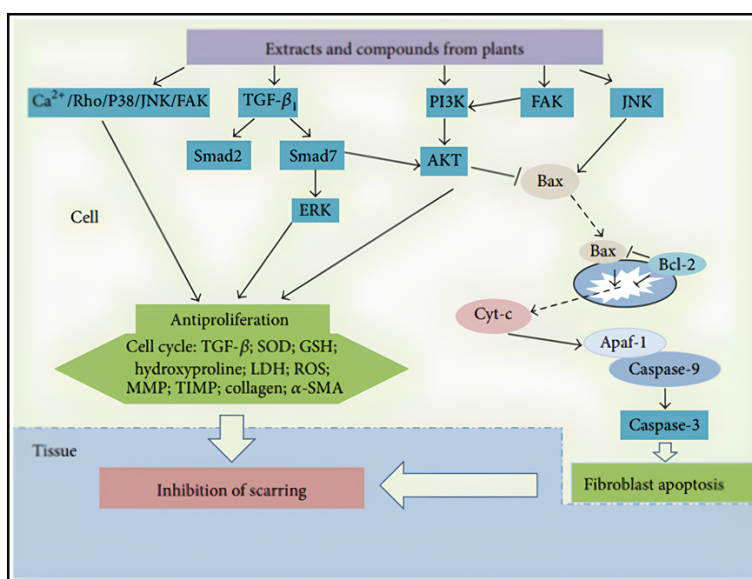 Extracts and compounds from plants
Ca²⁺/Rho/P38/JNK/FAK
TGF-β₁
PI3K
FAK
JNK
Smad2
Smad7
AKT
Bax
ERK
Cell
Bax
Bcl-2
Cyt-c
Antiproliferation
Cell cycle: TGF-β; SOD; GSH;
hydroxyproline; LDH; ROS;
MMP; TIMP; collagen; α-SMA
Apaf-1
Caspase-9
Caspase-3
Tissue
Inhibition of scarring
Fibroblast apoptosis